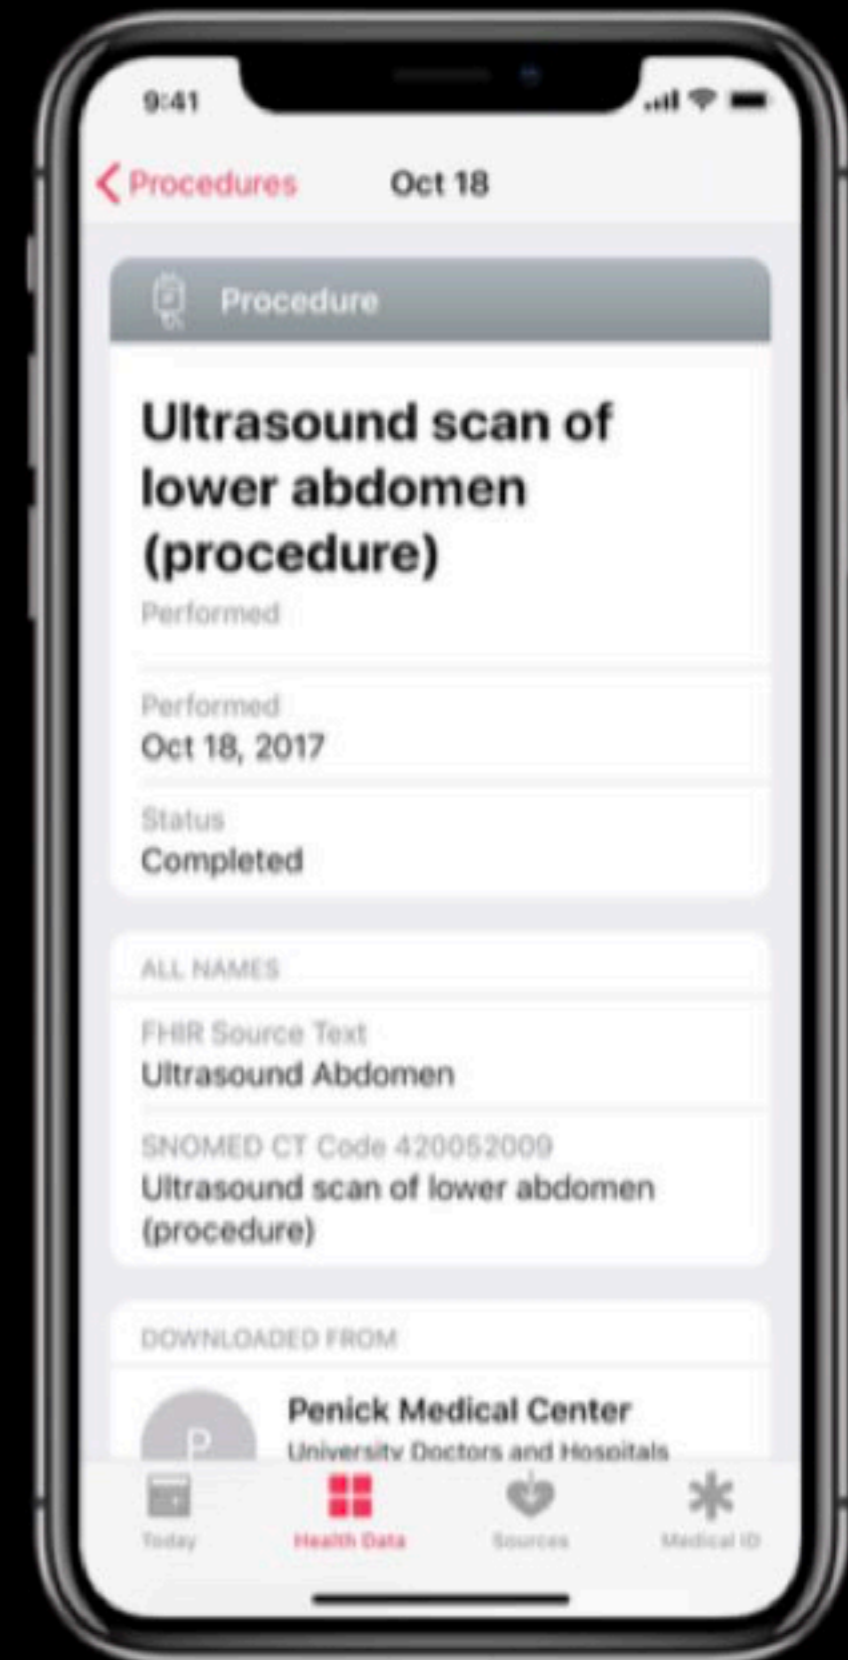 9:41
Procedures
Oct 18
Procedure
Ultrasound scan of
lower abdomen
(procedure)
Performed
Performed
Oct 18, 2017
Status
Completed
ALL NAMES
FHIR Source Text
Ultrasound Abdomen
SNOMED CT Code 420052009
Ultrasound scan of lower abdomen
(procedure)
DOWNLOADED FROM
P
Penick Medical Center
University Doctors and Hospitals
Today
Health Data
Sources
Medical ID